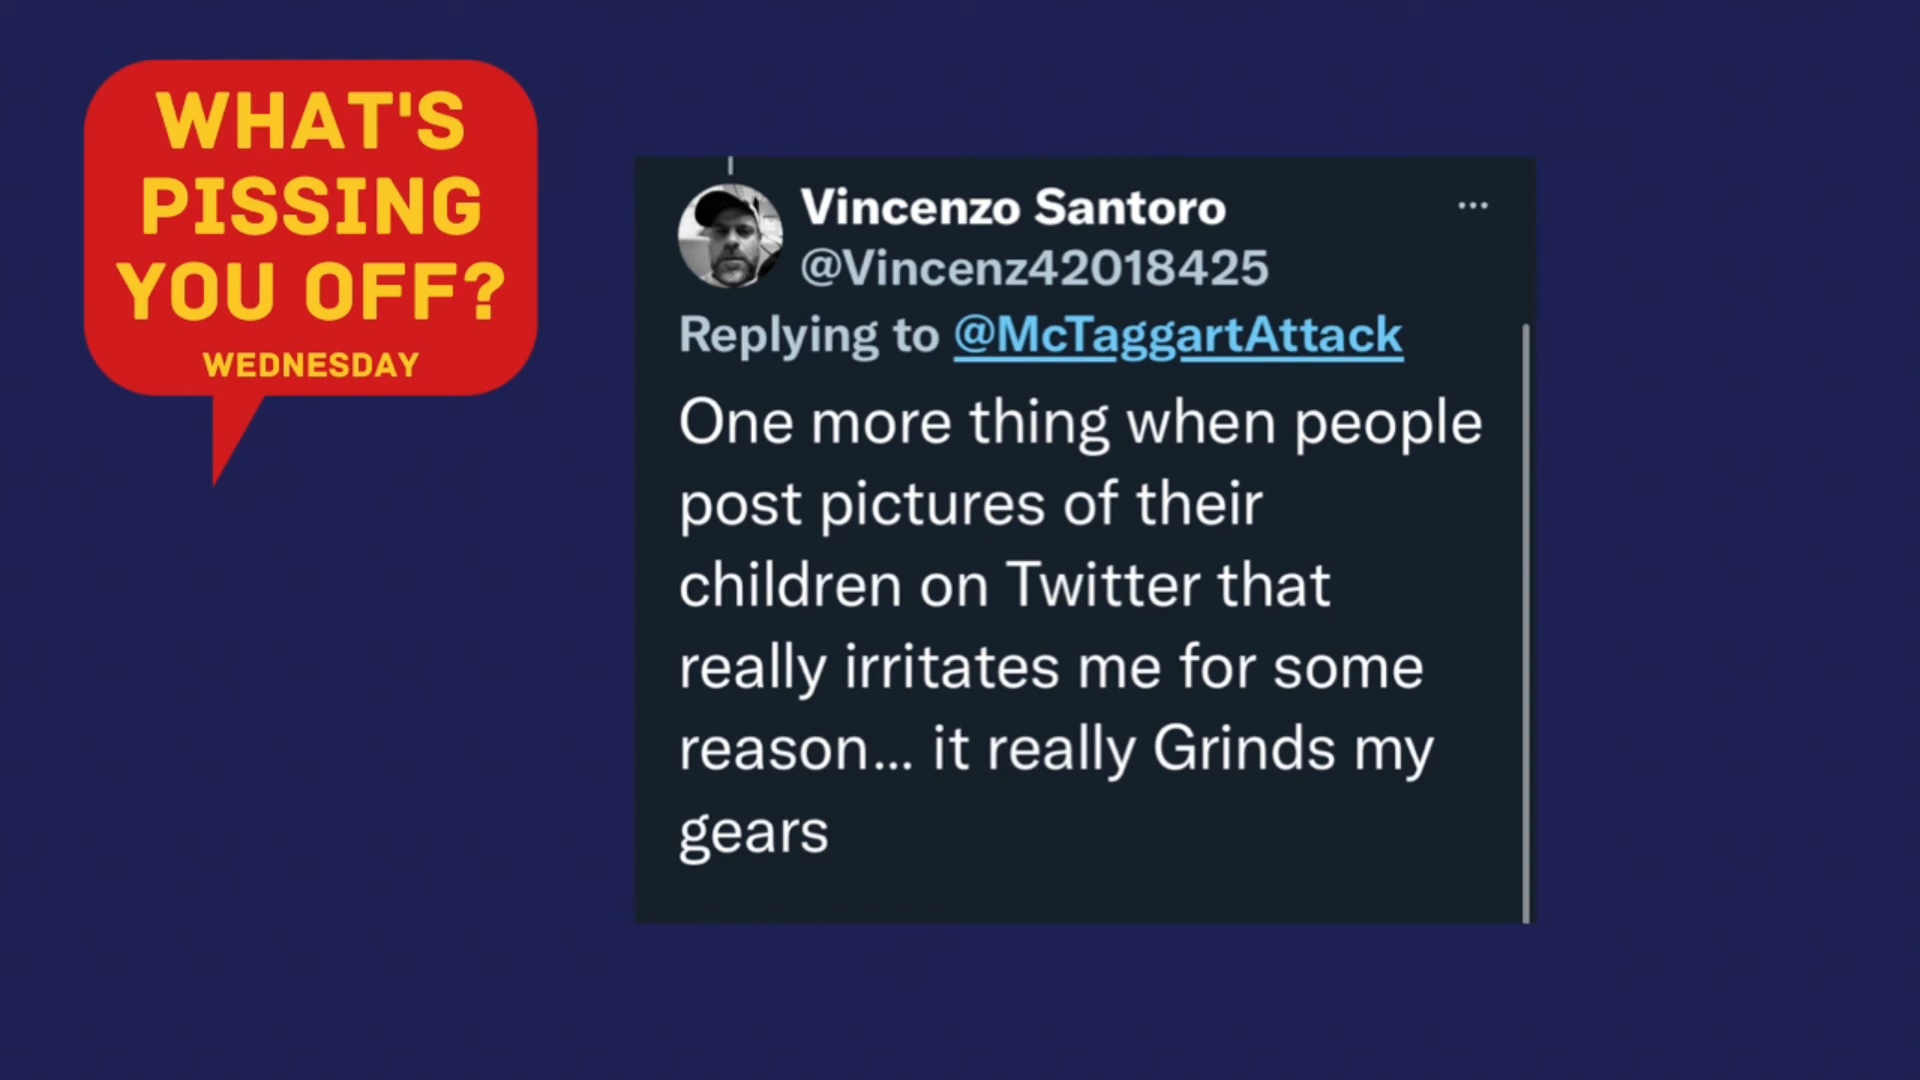 WHAT'S
PISSING
YOU OFF?
WEDNESDAY
Vincenzo Santoro
@Vincenz42018425
Replying to @McTaggartAttack
One more thing when people
post pictures of their
children on Twitter that
really irritates me for some
reason... it really Grinds my
gears